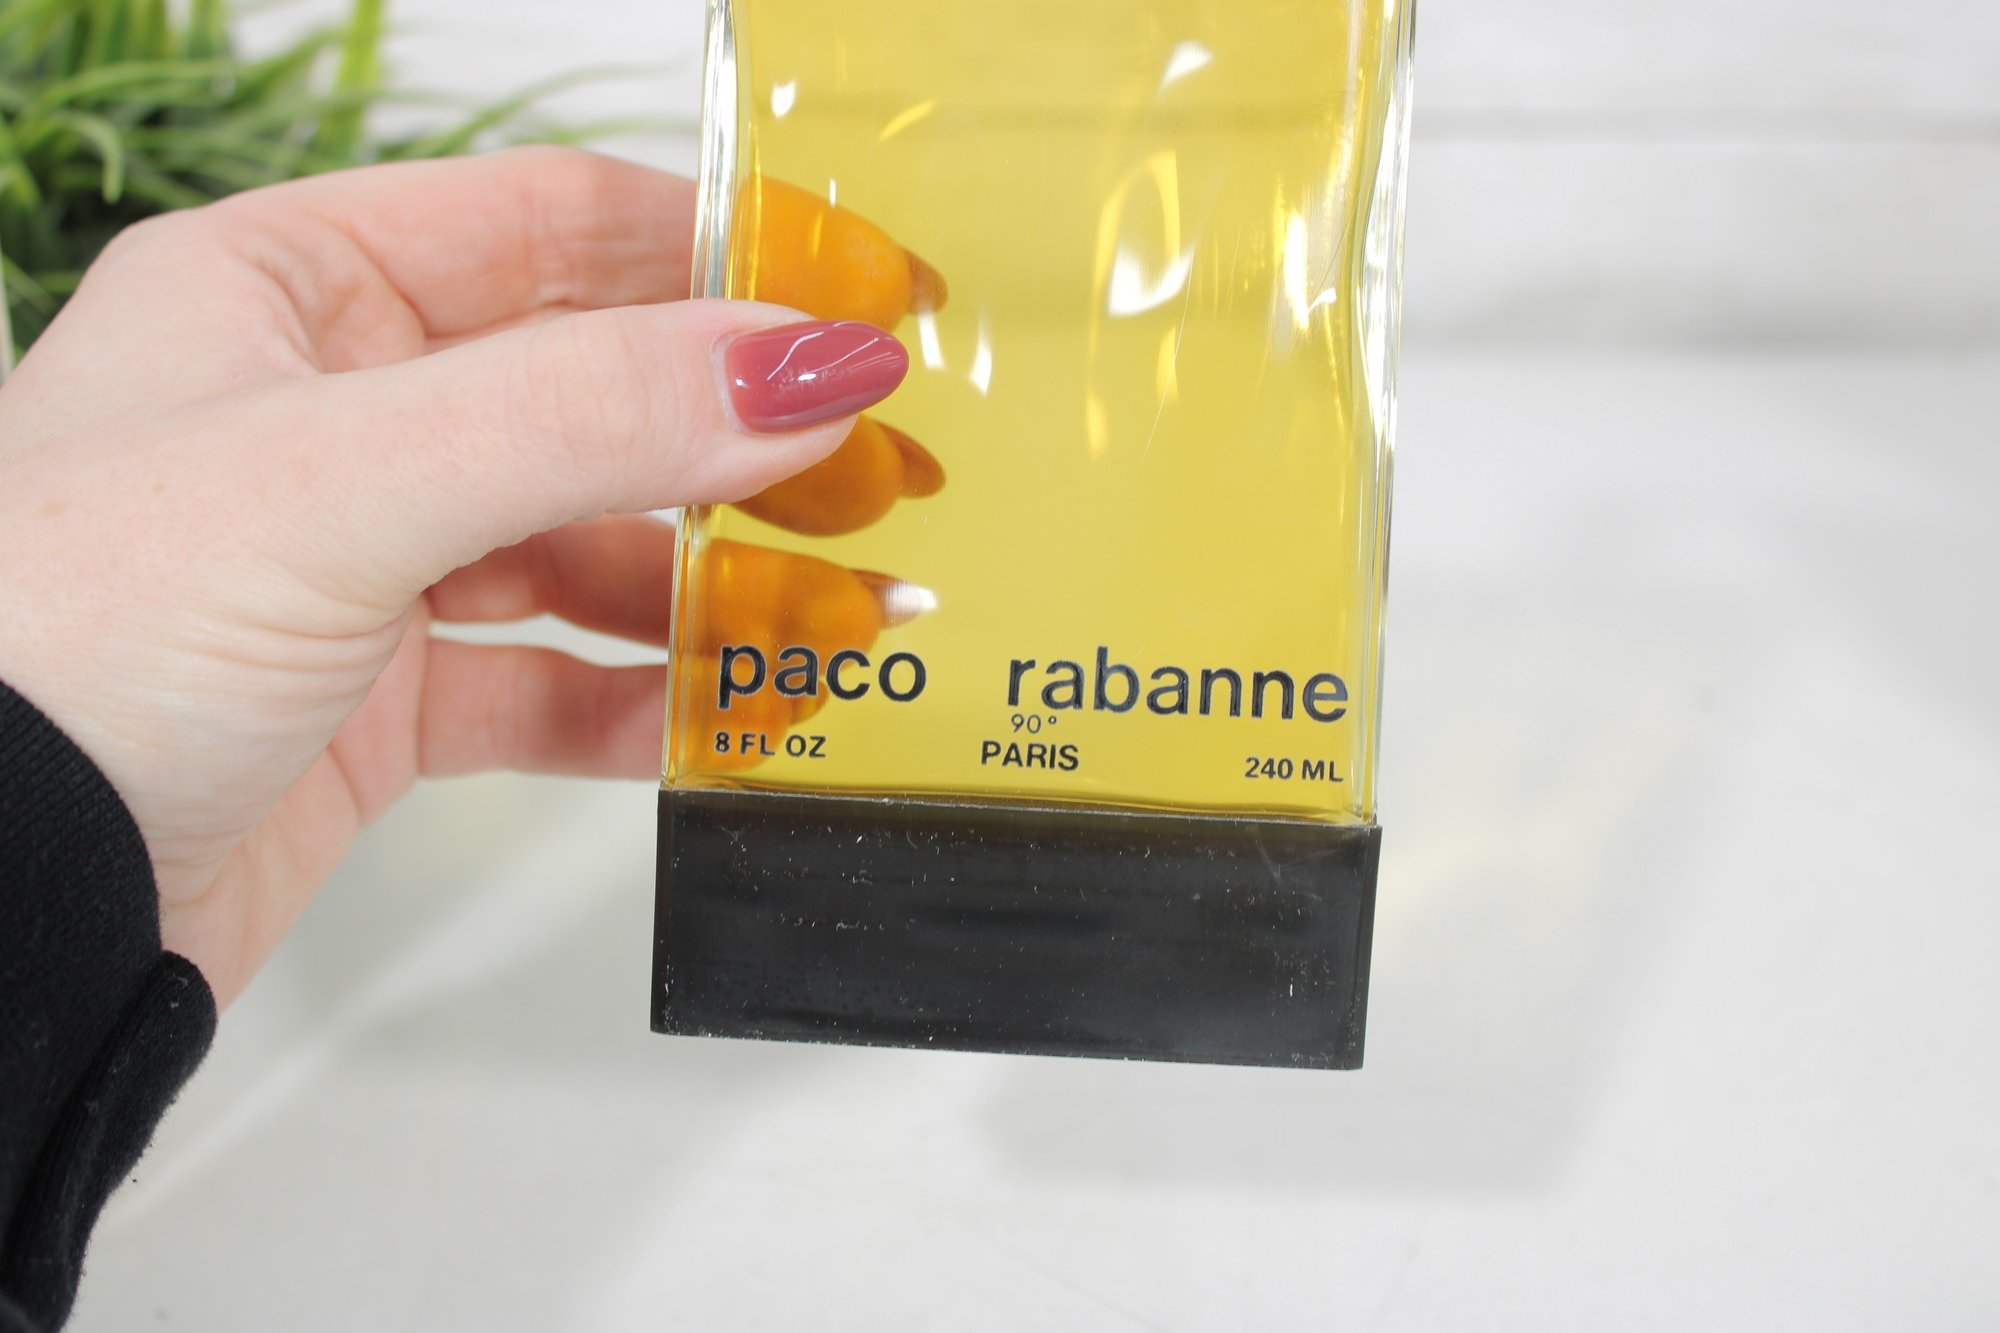 paco rabanne
90°
8 FL OZ PARIS 240 ML